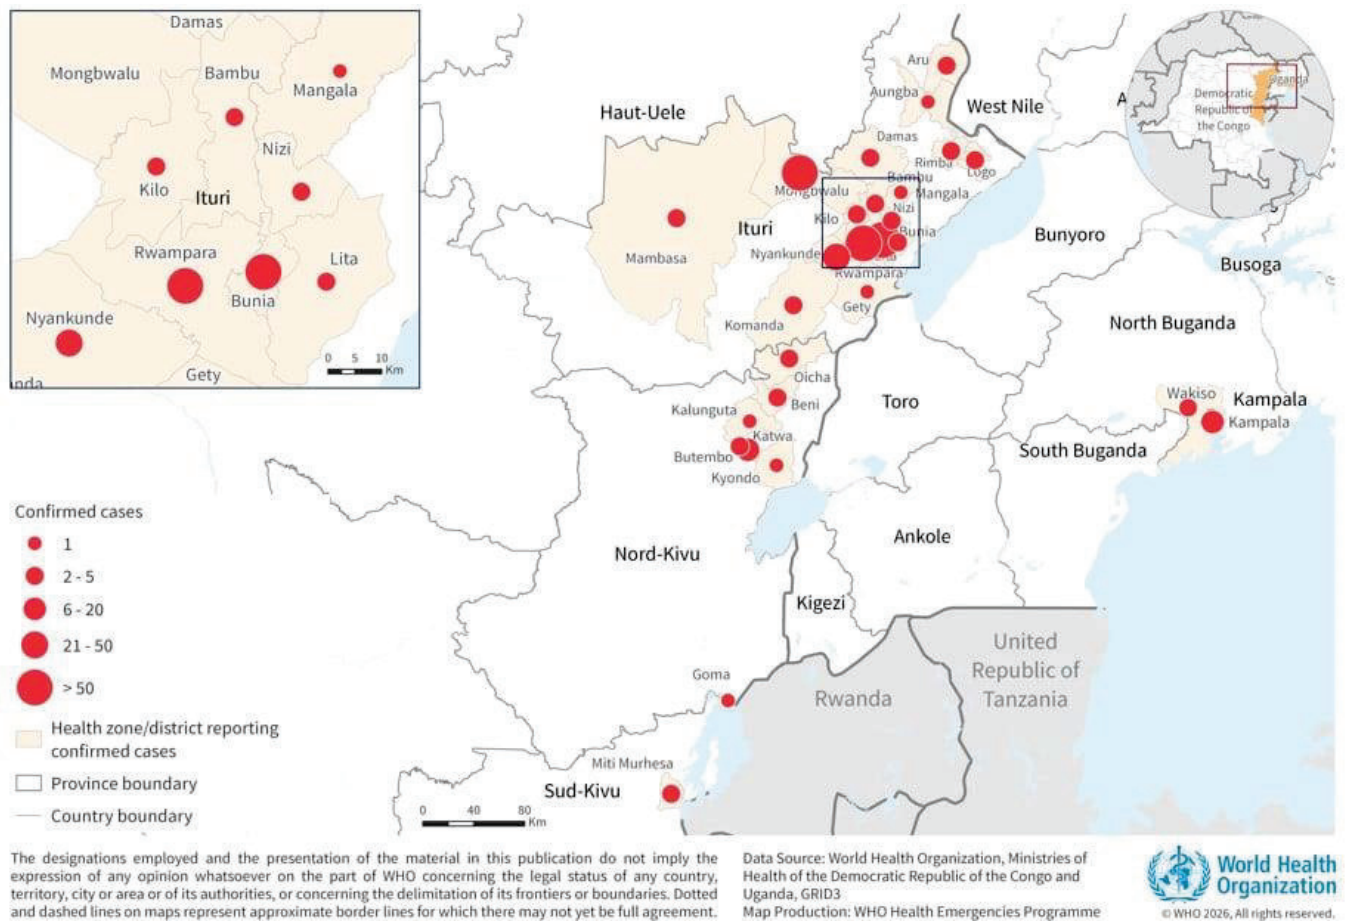 Damas
Mongbwalu
Bambu
Mangala
Nizi
Kilo
Ituri
Rwampara
Lita
Bunia
Nyankunde
Gety
0 5 10
Km
Haut-Uele
Aru
Aungba
West Nile
Damas
Rimba
Logo
Bambu
Mongbwalu
Mangala
Kilo
Nizi
Ituri
Bunia
Nyankunde
Mambasa
Rwampara
Gety
Komanda
Oicha
Beni
Kalunguta
Katwa
Butembo
Kyondo
Toro
Bunyoro
Busoga
North Buganda
Wakiso
Kampala
Kampala
South Buganda
Ankole
Nord-Kivu
Kigezi
United
Republic of
Tanzania
Goma
Rwanda
Miti Murhesa
Sud-Kivu
0 40 80
Km
Uganda
Democratic
Republic of
the Congo
Confirmed cases
1
2 - 5
6 - 20
21 - 50
> 50
Health zone/district reporting
confirmed cases
Province boundary
Country boundary
The designations employed and the presentation of the material in this publication do not imply the
expression of any opinion whatsoever on the part of WHO concerning the legal status of any country,
territory, city or area or of its authorities, or concerning the delimitation of its frontiers or boundaries. Dotted
and dashed lines on maps represent approximate border lines for which there may not yet be full agreement.
Data Source: World Health Organization, Ministries of
Health of the Democratic Republic of the Congo and
Uganda, GRID3
Map Production: WHO Health Emergencies Programme
World Health
Organization
© WHO 2026, All rights reserved.